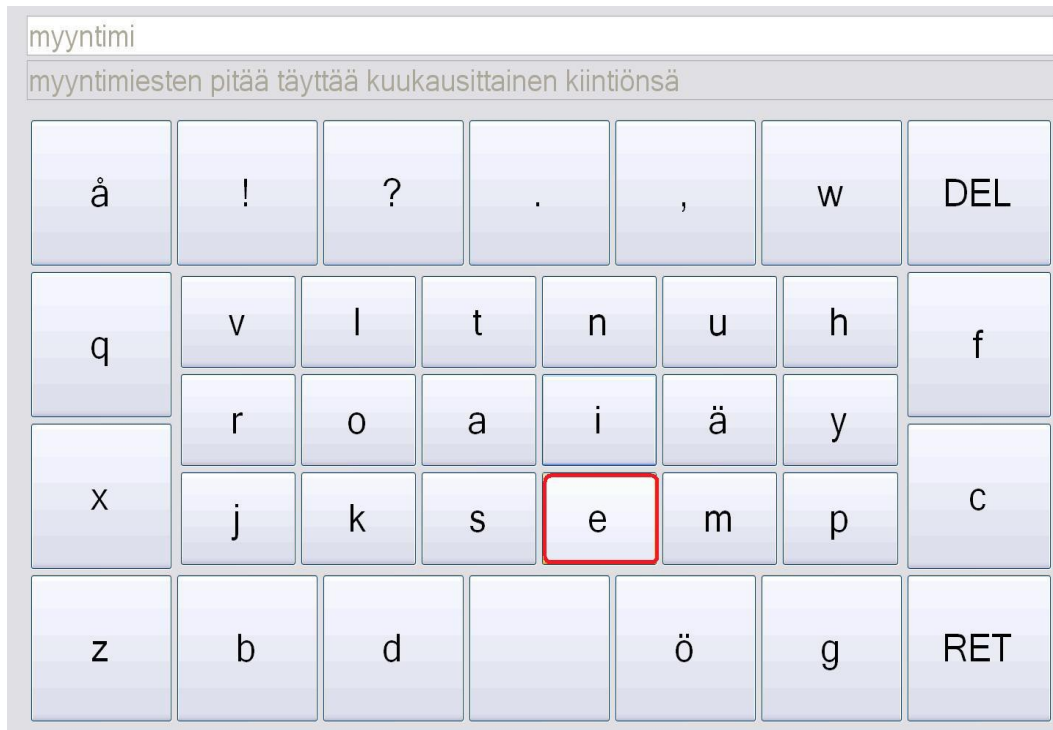 myyntimi
myyntimiesten pitää täyttää kuukausittainen kiintiönsä
å ! ? . , w DEL
q v l t n u h f
r o a i ä y
x j k s e m p c
z b d ö g RET